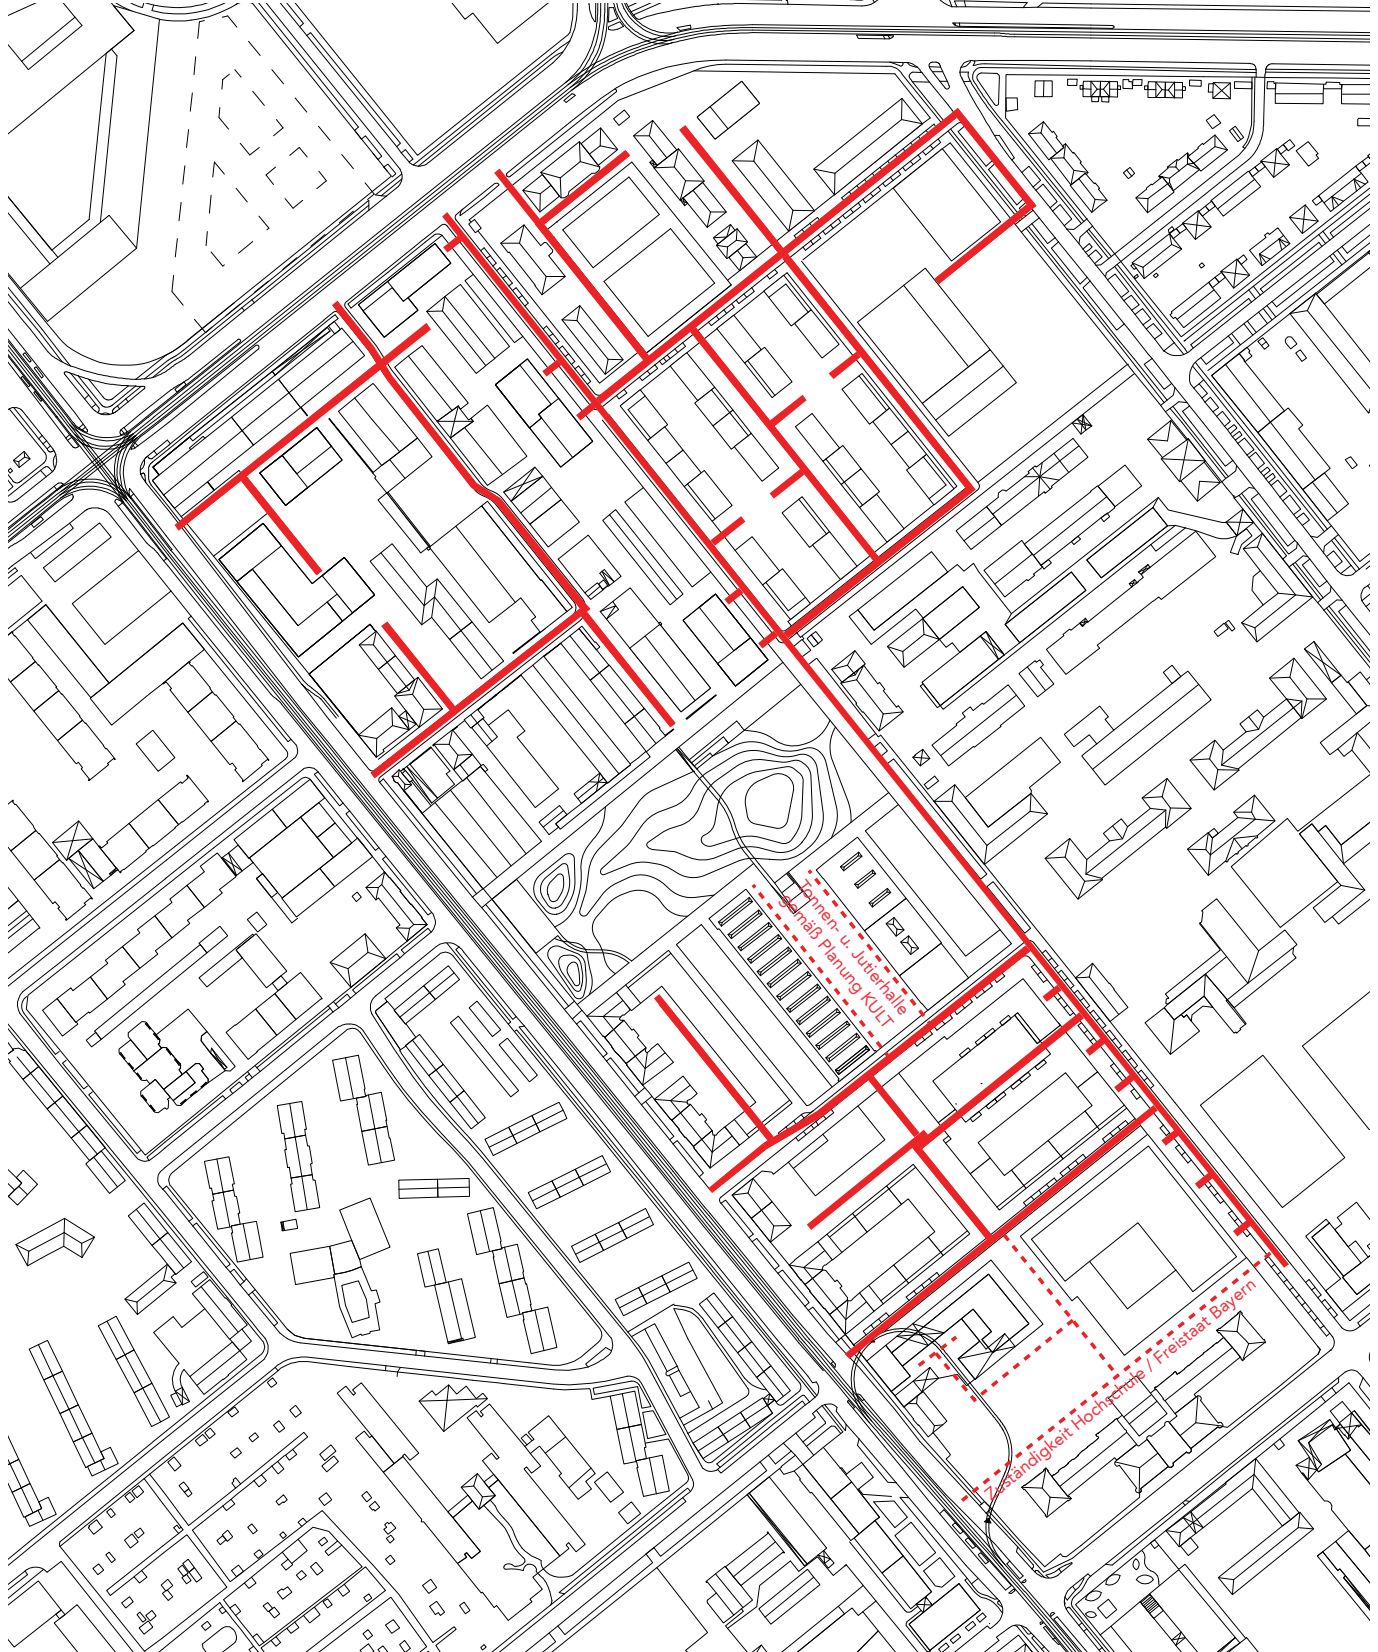 Tonnen- u. Jutierhalle
gemäß Planung KULT
Zuständigkeit Hochschule / Freistaat Bayern